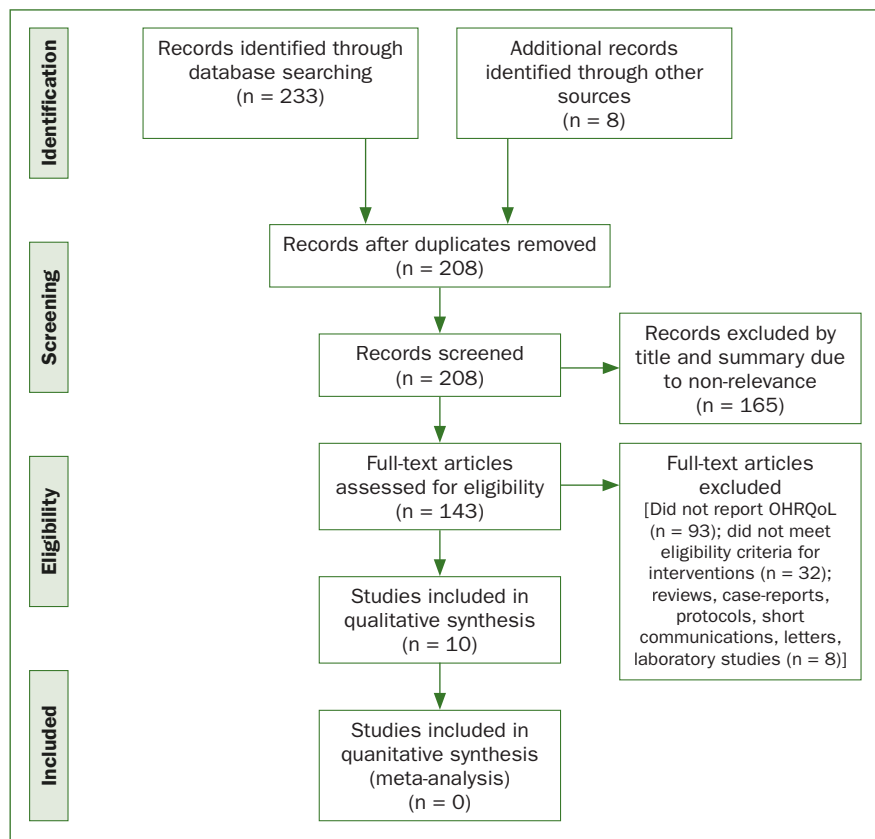 Identification
Records identified through
database searching
(n = 233)
Additional records
identified through other
sources
(n = 8)
Screening
Records after duplicates removed
(n = 208)
Records screened
(n = 208)
Records excluded by
title and summary due
to non-relevance
(n = 165)
Eligibility
Full-text articles
assessed for eligibility
(n = 143)
Full-text articles
excluded
[Did not report OHRQoL
(n = 93); did not meet
eligibility criteria for
interventions (n = 32);
reviews, case-reports,
protocols, short
communications, letters,
laboratory studies (n = 8)]
Studies included in
qualitative synthesis
(n = 10)
Included
Studies included in
quanitative synthesis
(meta-analysis)
(n = 0)